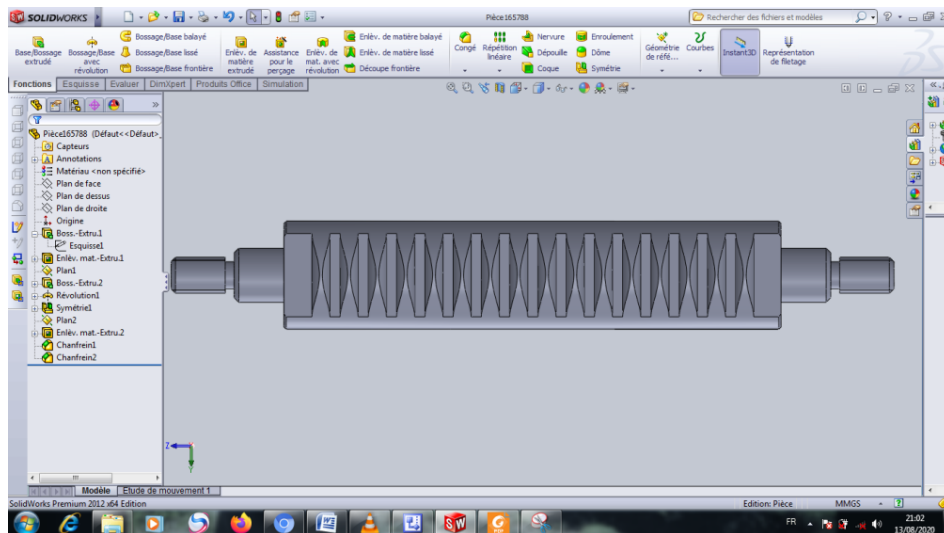 SOLIDWORKS
Pièce165788
Rechercher des fichiers et modèles
Base/Bossage extrudé
Bossage/Base avec révolution
Bossage/Base balayé
Bossage/Base lissé
Bossage/Base frontière
Enlèv. de matière extrudé
Assistance pour le perçage
Enlèv. de mat. avec révolution
Enlèv. de matière balayé
Enlèv. de matière lissé
Découpe frontière
Congé
Répétition linéaire
Nervure
Dépouille
Coque
Enroulement
Dôme
Symétrie
Géométrie de réfé...
Courbes
Instant3D
Représentation de filetage
Fonctions
Esquisse
Evaluer
DimXpert
Produits Office
Simulation
Pièce165788 (Défaut<<Défaut>_
Capteurs
Annotations
Matériau <non spécifié>
Plan de face
Plan de dessus
Plan de droite
Origine
Boss.-Extru.1
Esquisse1
Enlèv. mat.-Extru.1
Plan1
Boss.-Extru.2
Révolution1
Symétrie1
Plan2
Enlèv. mat.-Extru.2
Chanfrein1
Chanfrein2
Z
Y
Modèle
Etude de mouvement 1
SolidWorks Premium 2012 x64 Edition
Edition: Pièce
MMGS
FR
21:02
13/08/2020